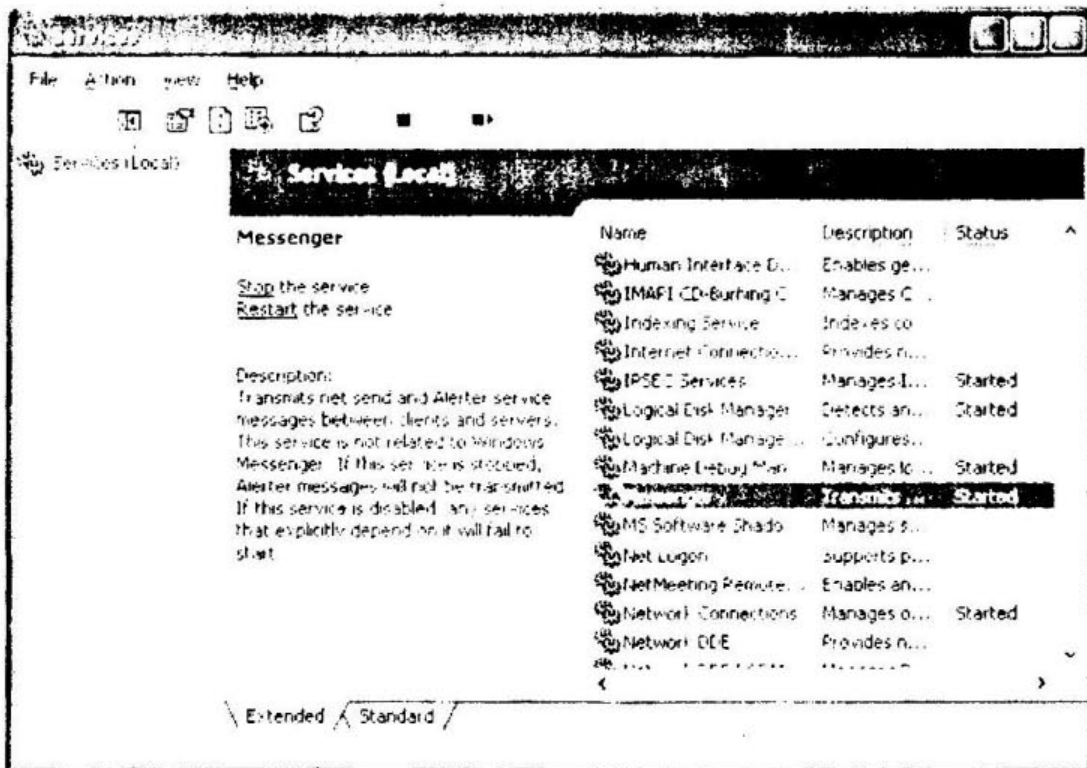 Services
File Action View Help
Services (Local)
Services (Local)
Messenger
Stop the service
Restart the service
Description:
Transmits net send and Alerter service
messages between clients and servers.
This service is not related to Windows
Messenger. If this service is stopped,
Alerter messages will not be transmitted.
If this service is disabled, any services
that explicitly depend on it will fail to
start
Name Description Status
Human Interface D... Enables ge...
IMAPI CD-Burning C Manages C...
Indexing Service Indexes co
Internet Connectio... Provides n...
IPSEC Services Manages I... Started
Logical Disk Manager Detects an... Started
Logical Disk Manage... Configures...
Machine Debug Man Manages lo... Started
Messenger Transmits ... Started
MS Software Shado Manages s...
Net Logon Supports p...
NetMeeting Remote... Enables an...
Network Connections Manages o... Started
Network DDE Provides n...
Extended Standard